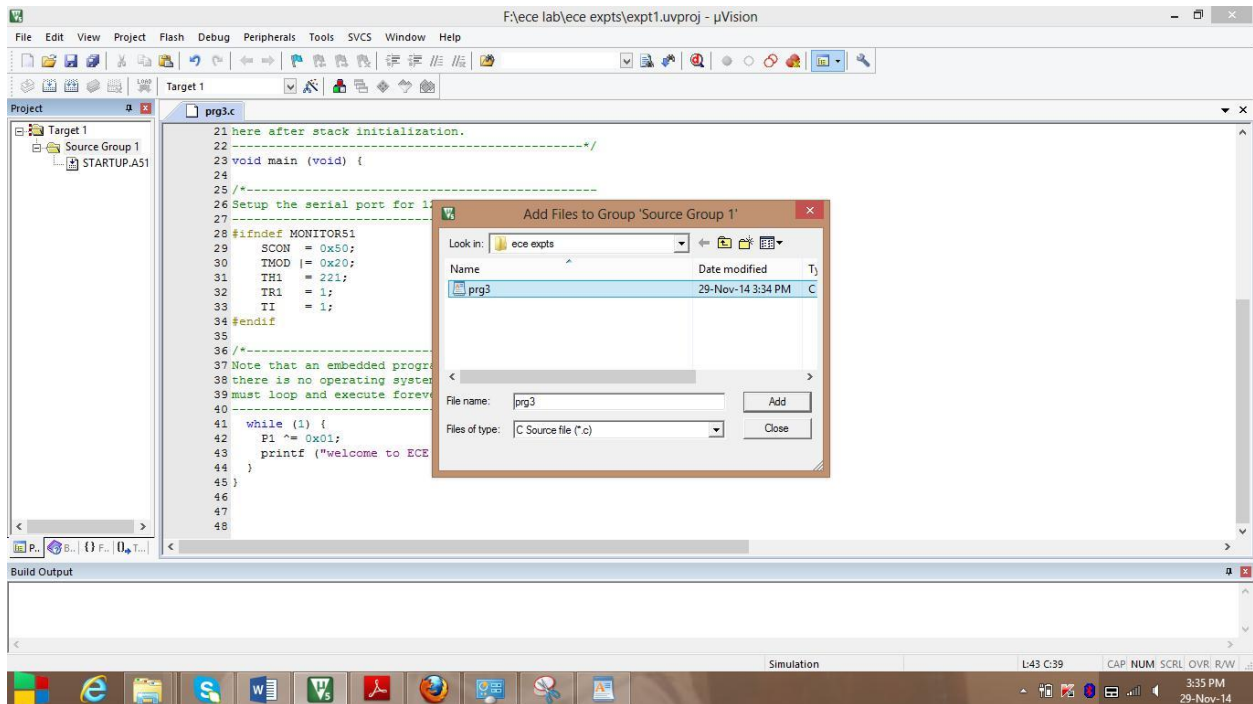 F:\ece lab\ece expts\expt1.uvproj - µVision
File Edit View Project Flash Debug Peripherals Tools SVCS Window Help
Target 1
Project
prg3.c
Target 1
Source Group 1
STARTUP.A51
21 here after stack initialization.
22 ------------------------------------------------*/
23 void main (void) {
24
25 /*------------------------------------------------
26 Setup the serial port for 12
27 ---------------------------
28 #ifndef MONITOR51
29 SCON = 0x50;
30 TMOD |= 0x20;
31 TH1 = 221;
32 TR1 = 1;
33 TI = 1;
34 #endif
35
36 /*-------------------------
37 Note that an embedded progra
38 there is no operating system
39 must loop and execute foreve
40 ---------------------------
41 while (1) {
42 P1 ^= 0x01;
43 printf ("welcome to ECE
44 }
45 }
46
47
48
Add Files to Group 'Source Group 1'
Look in: ece expts
Name Date modified Ty
prg3 29-Nov-14 3:34 PM C
File name: prg3 Add
Files of type: C Source file (*.c) Close
P... B... {} F... 0 T...
Build Output
Simulation L:43 C:39 CAP NUM SCRL OVR R/W
3:35 PM
29-Nov-14